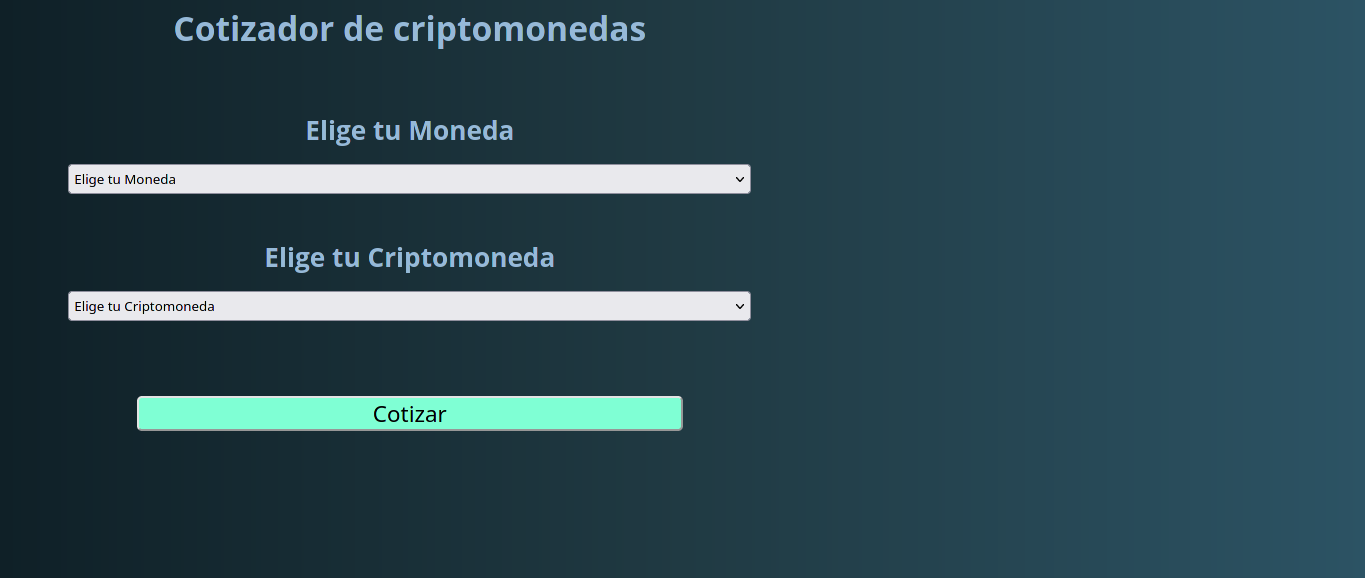 Cotizador de criptomonedas
Elige tu Moneda
Elige tu Moneda
Elige tu Criptomoneda
Elige tu Criptomoneda
Cotizar